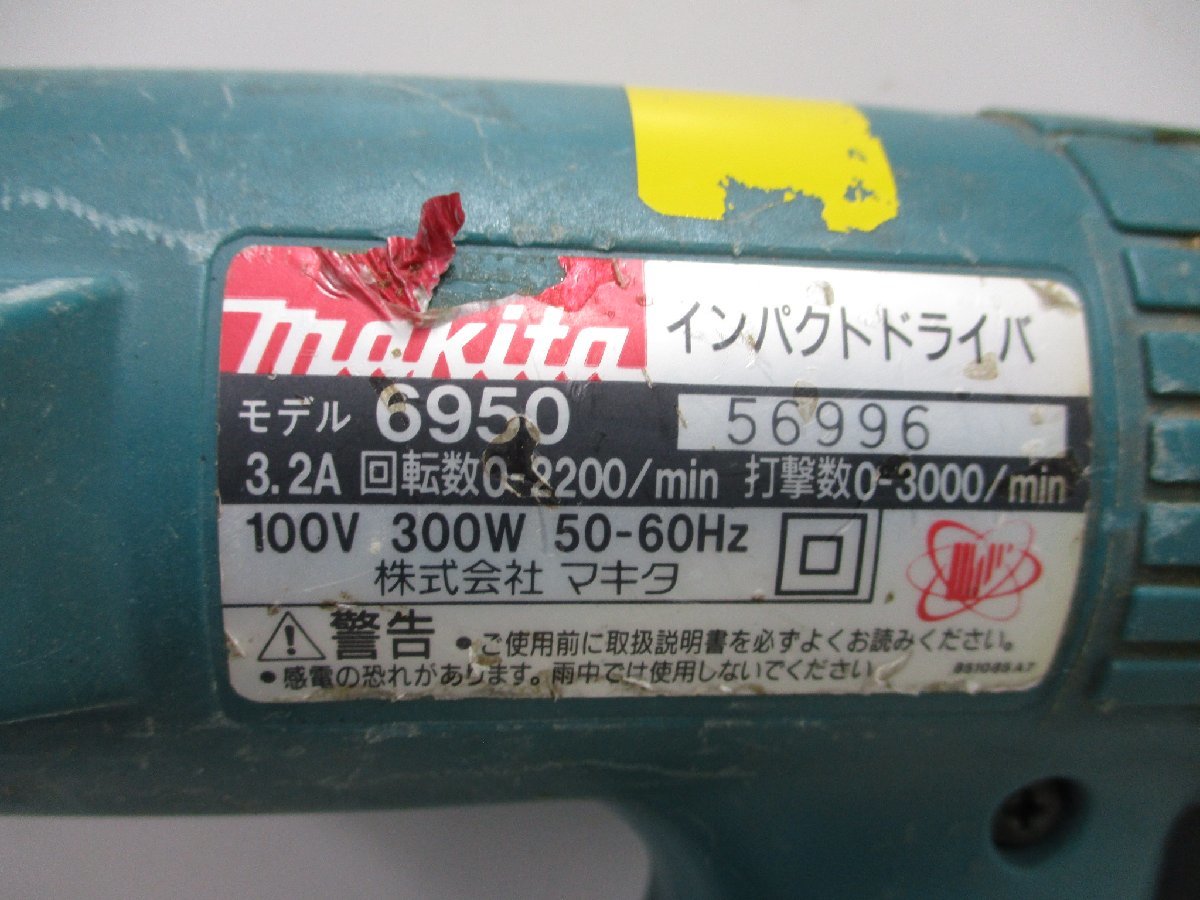 makita インパクトドライバ
モデル 6950 56996
3.2A 回転数0-2200/min 打撃数0-3000/min
100V 300W 50-60Hz
株式会社 マキタ
警告 •ご使用前に取扱説明書を必ずよくお読みください。
•感電の恐れがあります。雨中では使用しないでください。